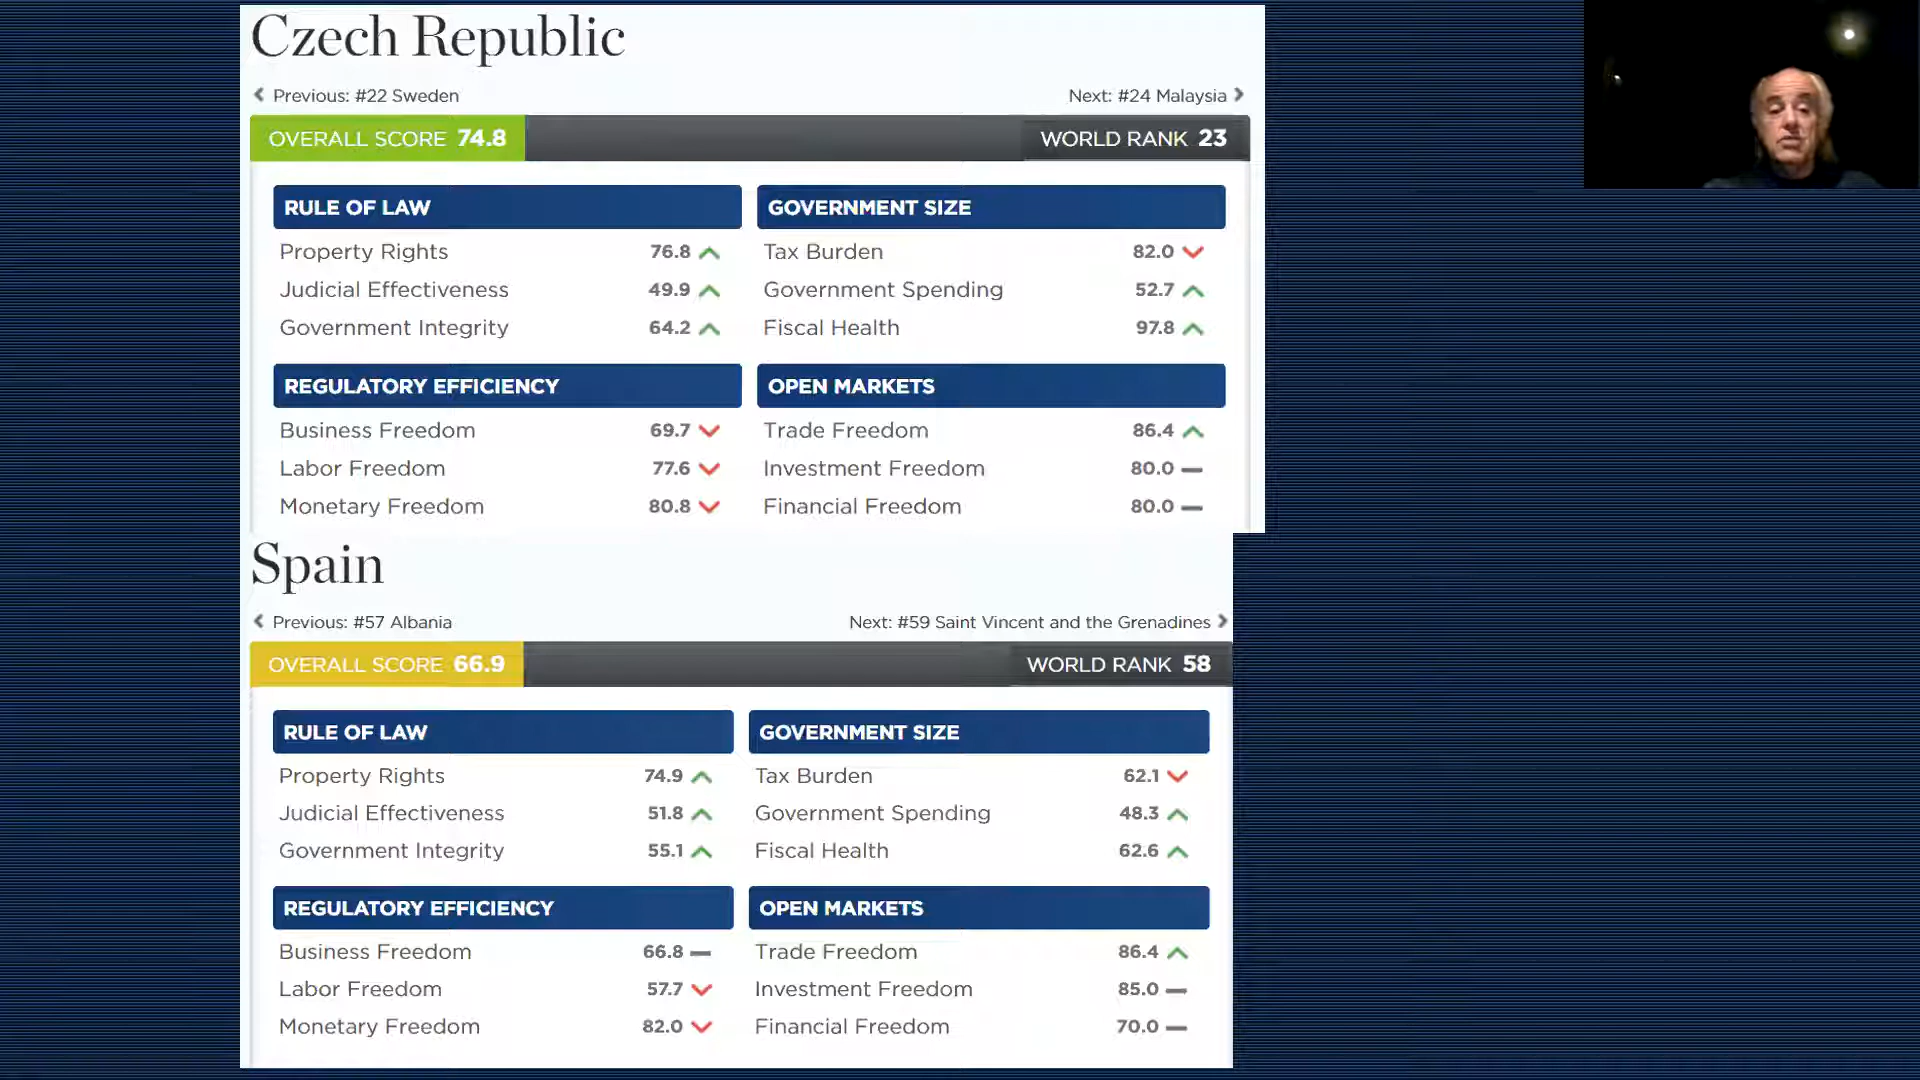 Czech Republic
Previous: #22 Sweden Next: #24 Malaysia
OVERALL SCORE 74.8 WORLD RANK 23
RULE OF LAW GOVERNMENT SIZE
Property Rights 76.8 Tax Burden 82.0
Judicial Effectiveness 49.9 Government Spending 52.7
Government Integrity 64.2 Fiscal Health 97.8
REGULATORY EFFICIENCY OPEN MARKETS
Business Freedom 69.7 Trade Freedom 86.4
Labor Freedom 77.6 Investment Freedom 80.0
Monetary Freedom 80.8 Financial Freedom 80.0
Spain
Previous: #57 Albania Next: #59 Saint Vincent and the Grenadines
OVERALL SCORE 66.9 WORLD RANK 58
RULE OF LAW GOVERNMENT SIZE
Property Rights 74.9 Tax Burden 62.1
Judicial Effectiveness 51.8 Government Spending 48.3
Government Integrity 55.1 Fiscal Health 62.6
REGULATORY EFFICIENCY OPEN MARKETS
Business Freedom 66.8 Trade Freedom 86.4
Labor Freedom 57.7 Investment Freedom 85.0
Monetary Freedom 82.0 Financial Freedom 70.0